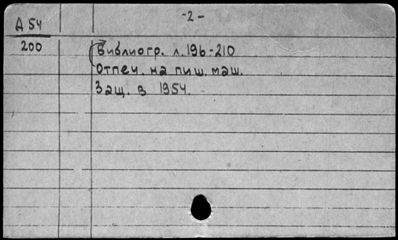 -2-
Д 54
200
Библиогр. л. 196-210
Отпеч. на пиш. маш.
Защ. в 1954.